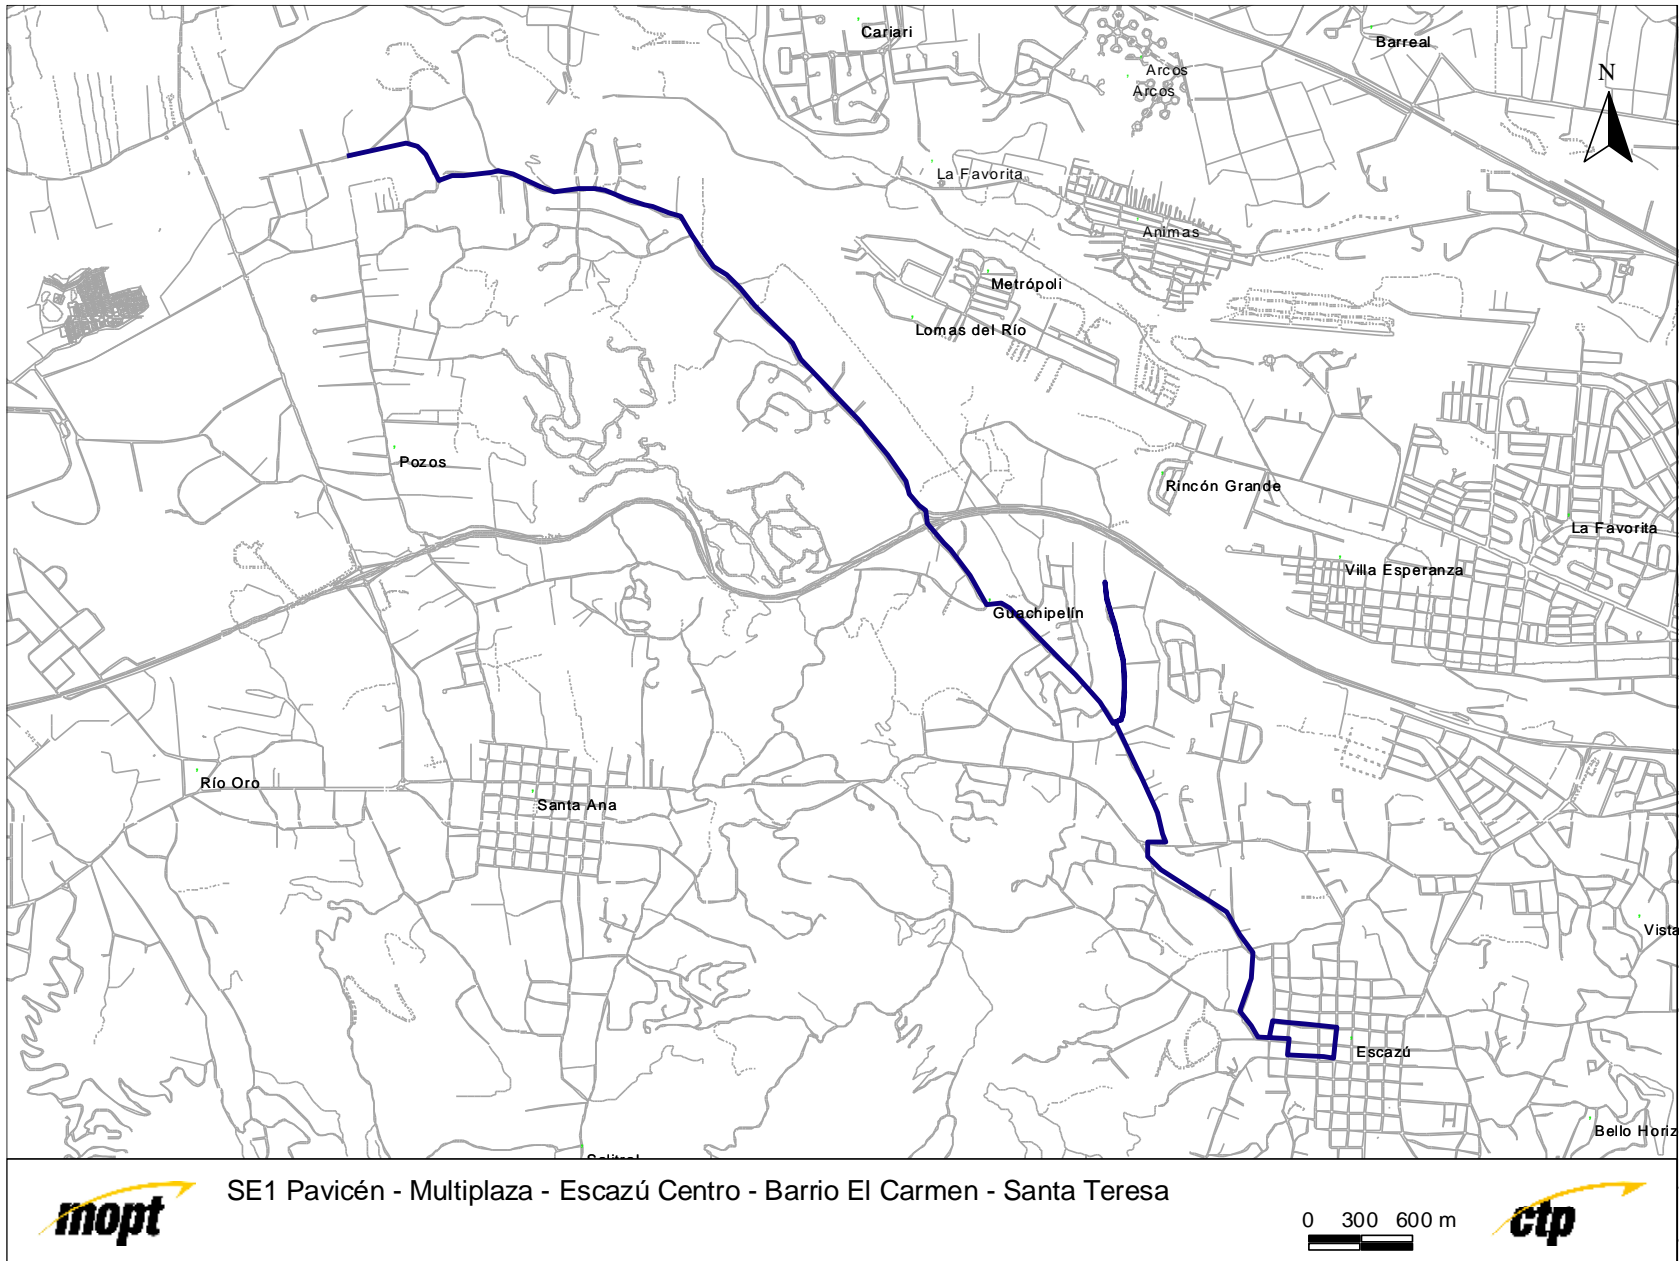 Cariari
Barreal
Arcos
Arcos
N
La Favorita
Animas
Metrópoli
Lomas del Río
Pozos
Rincón Grande
La Favorita
Villa Esperanza
Guachipelín
Río Oro
Santa Ana
Vista
Escazú
Bello Horiz
SE1 Pavicén - Multiplaza - Escazú Centro - Barrio El Carmen - Santa Teresa
mopt
0 300 600 m
ctp